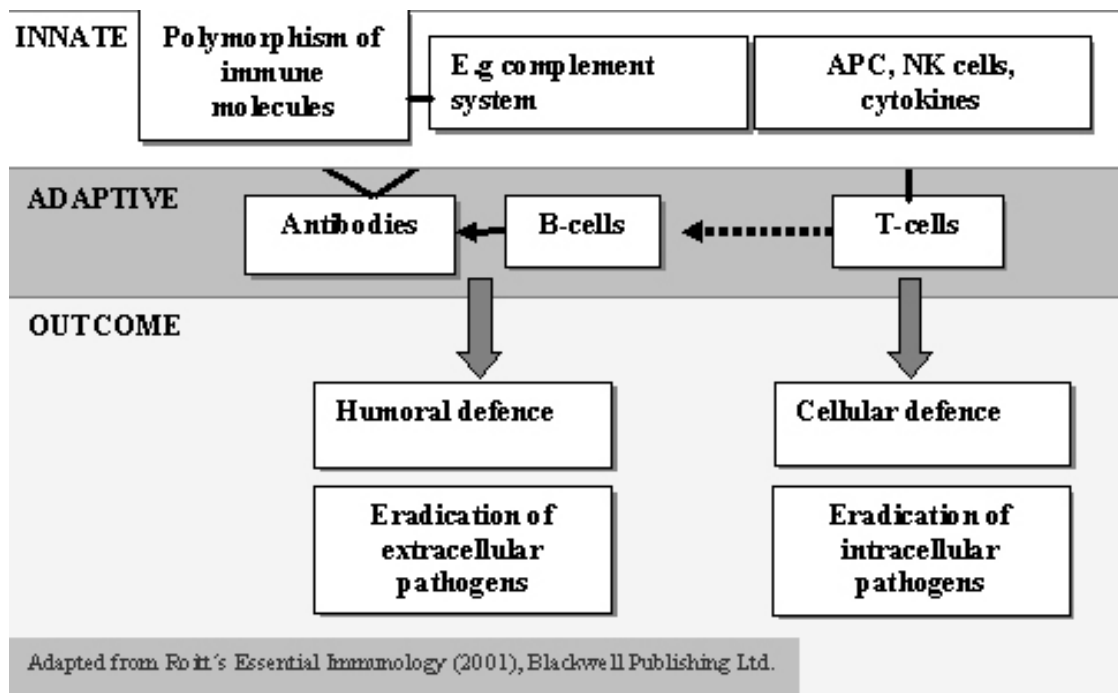 INNATE
Polymorphism of
immune
molecules
E.g complement
system
APC, NK cells,
cytokines
ADAPTIVE
Antibodies
B-cells
T-cells
OUTCOME
Humoral defence
Cellular defence
Eradication of
extracellular
pathogens
Eradication of
intracellular
pathogens
Adapted from Roitt´s Essential Immunology (2001), Blackwell Publishing Ltd.